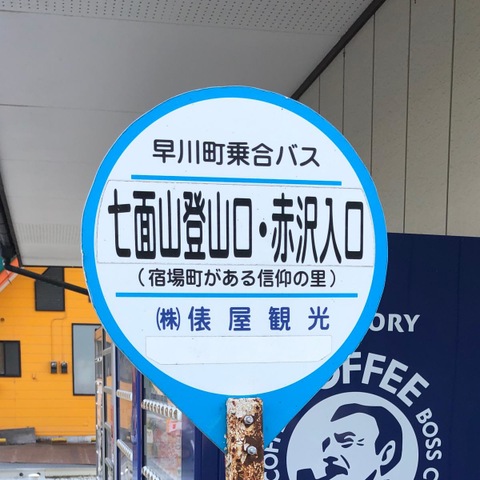 早川町乗合バス
七面山登山口・赤沢入口
（宿場町がある信仰の里）
㈱俵屋観光
ORY
COFFEE
BOSS